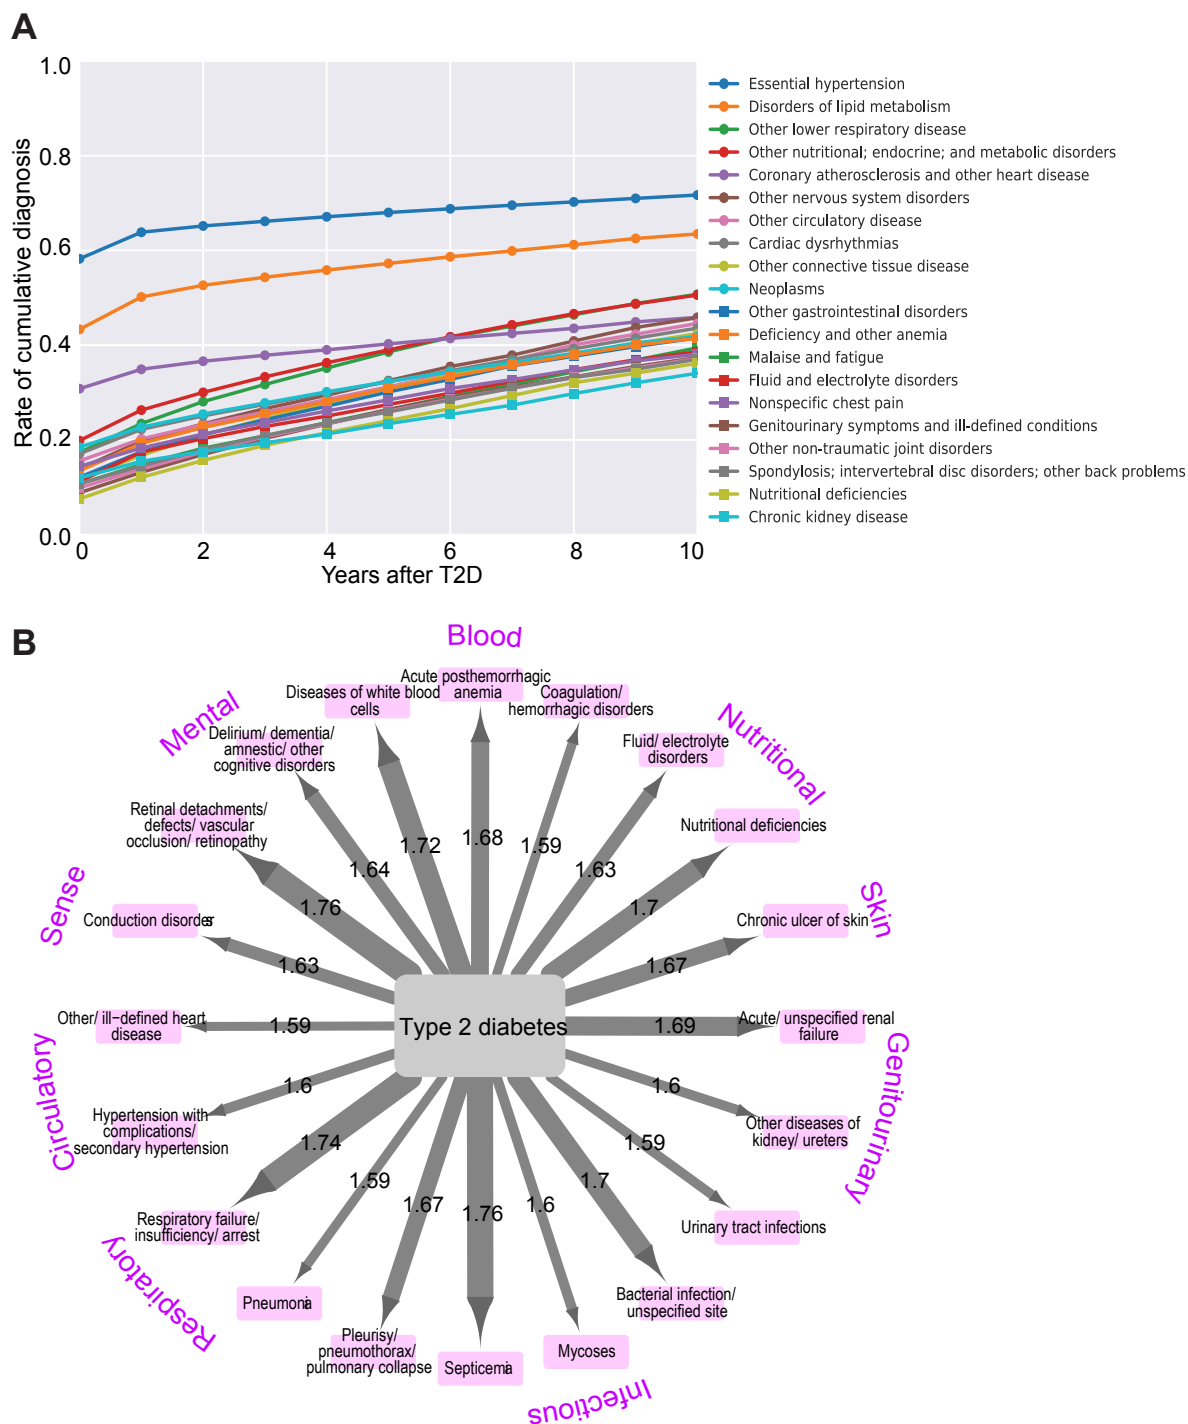 A
1.0
0.8
0.6
0.4
0.2
0.0
Rate of cumulative diagnosis
0
2
4
6
8
10
Years after T2D
Essential hypertension
Disorders of lipid metabolism
Other lower respiratory disease
Other nutritional; endocrine; and metabolic disorders
Coronary atherosclerosis and other heart disease
Other nervous system disorders
Other circulatory disease
Cardiac dysrhythmias
Other connective tissue disease
Neoplasms
Other gastrointestinal disorders
Deficiency and other anemia
Malaise and fatigue
Fluid and electrolyte disorders
Nonspecific chest pain
Genitourinary symptoms and ill-defined conditions
Other non-traumatic joint disorders
Spondylosis; intervertebral disc disorders; other back problems
Nutritional deficiencies
Chronic kidney disease
B
Blood
Mental
Nutritional
Sense
Skin
Circulatory
Genitourinary
Respiratory
Infectious
Acute posthemorrhagic
anemia
Coagulation/
hemorrhagic disorders
Fluid/ electrolyte
disorders
Nutritional deficiencies
Chronic ulcer of skin
Acute/ unspecified renal
failure
Other diseases of
kidney/ ureters
Urinary tract infections
Bacterial infection/
unspecified site
Mycoses
Septicemia
Pleurisy/
pneumothorax/
pulmonary collapse
Pneumonia
Respiratory failure/
insufficiency/ arrest
Hypertension with
complications/
secondary hypertension
Other/ ill−defined heart
disease
Conduction disorders
Retinal detachments/
defects/ vascular
occlusion/ retinopathy
Delirium/ dementia/
amnestic/ other
cognitive disorders
Diseases of white blood
cells
Type 2 diabetes
1.68
1.59
1.63
1.7
1.67
1.69
1.6
1.59
1.7
1.6
1.76
1.67
1.59
1.74
1.6
1.59
1.63
1.76
1.64
1.72